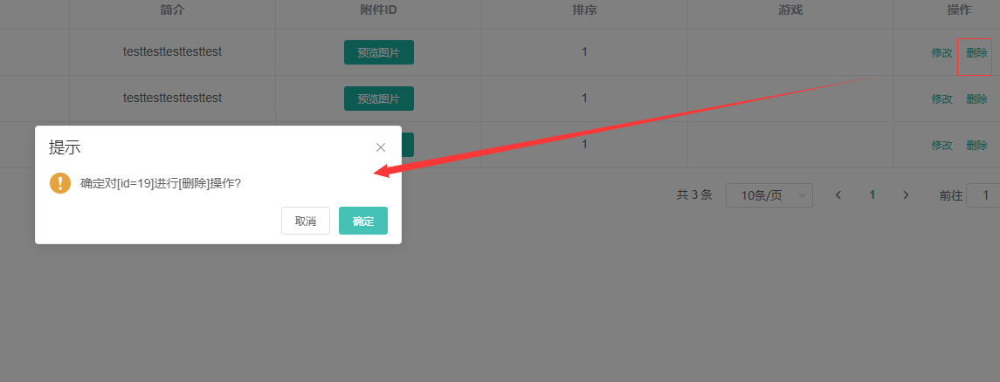 简介 附件ID 排序 游戏 操作
testtesttesttesttest 预览图片 1 修改 删除
testtesttesttesttest 预览图片 1 修改 删除
1 修改 删除
提示
确定对[id=19]进行[删除]操作?
取消 确定
共 3 条 10条/页 1 前往 1